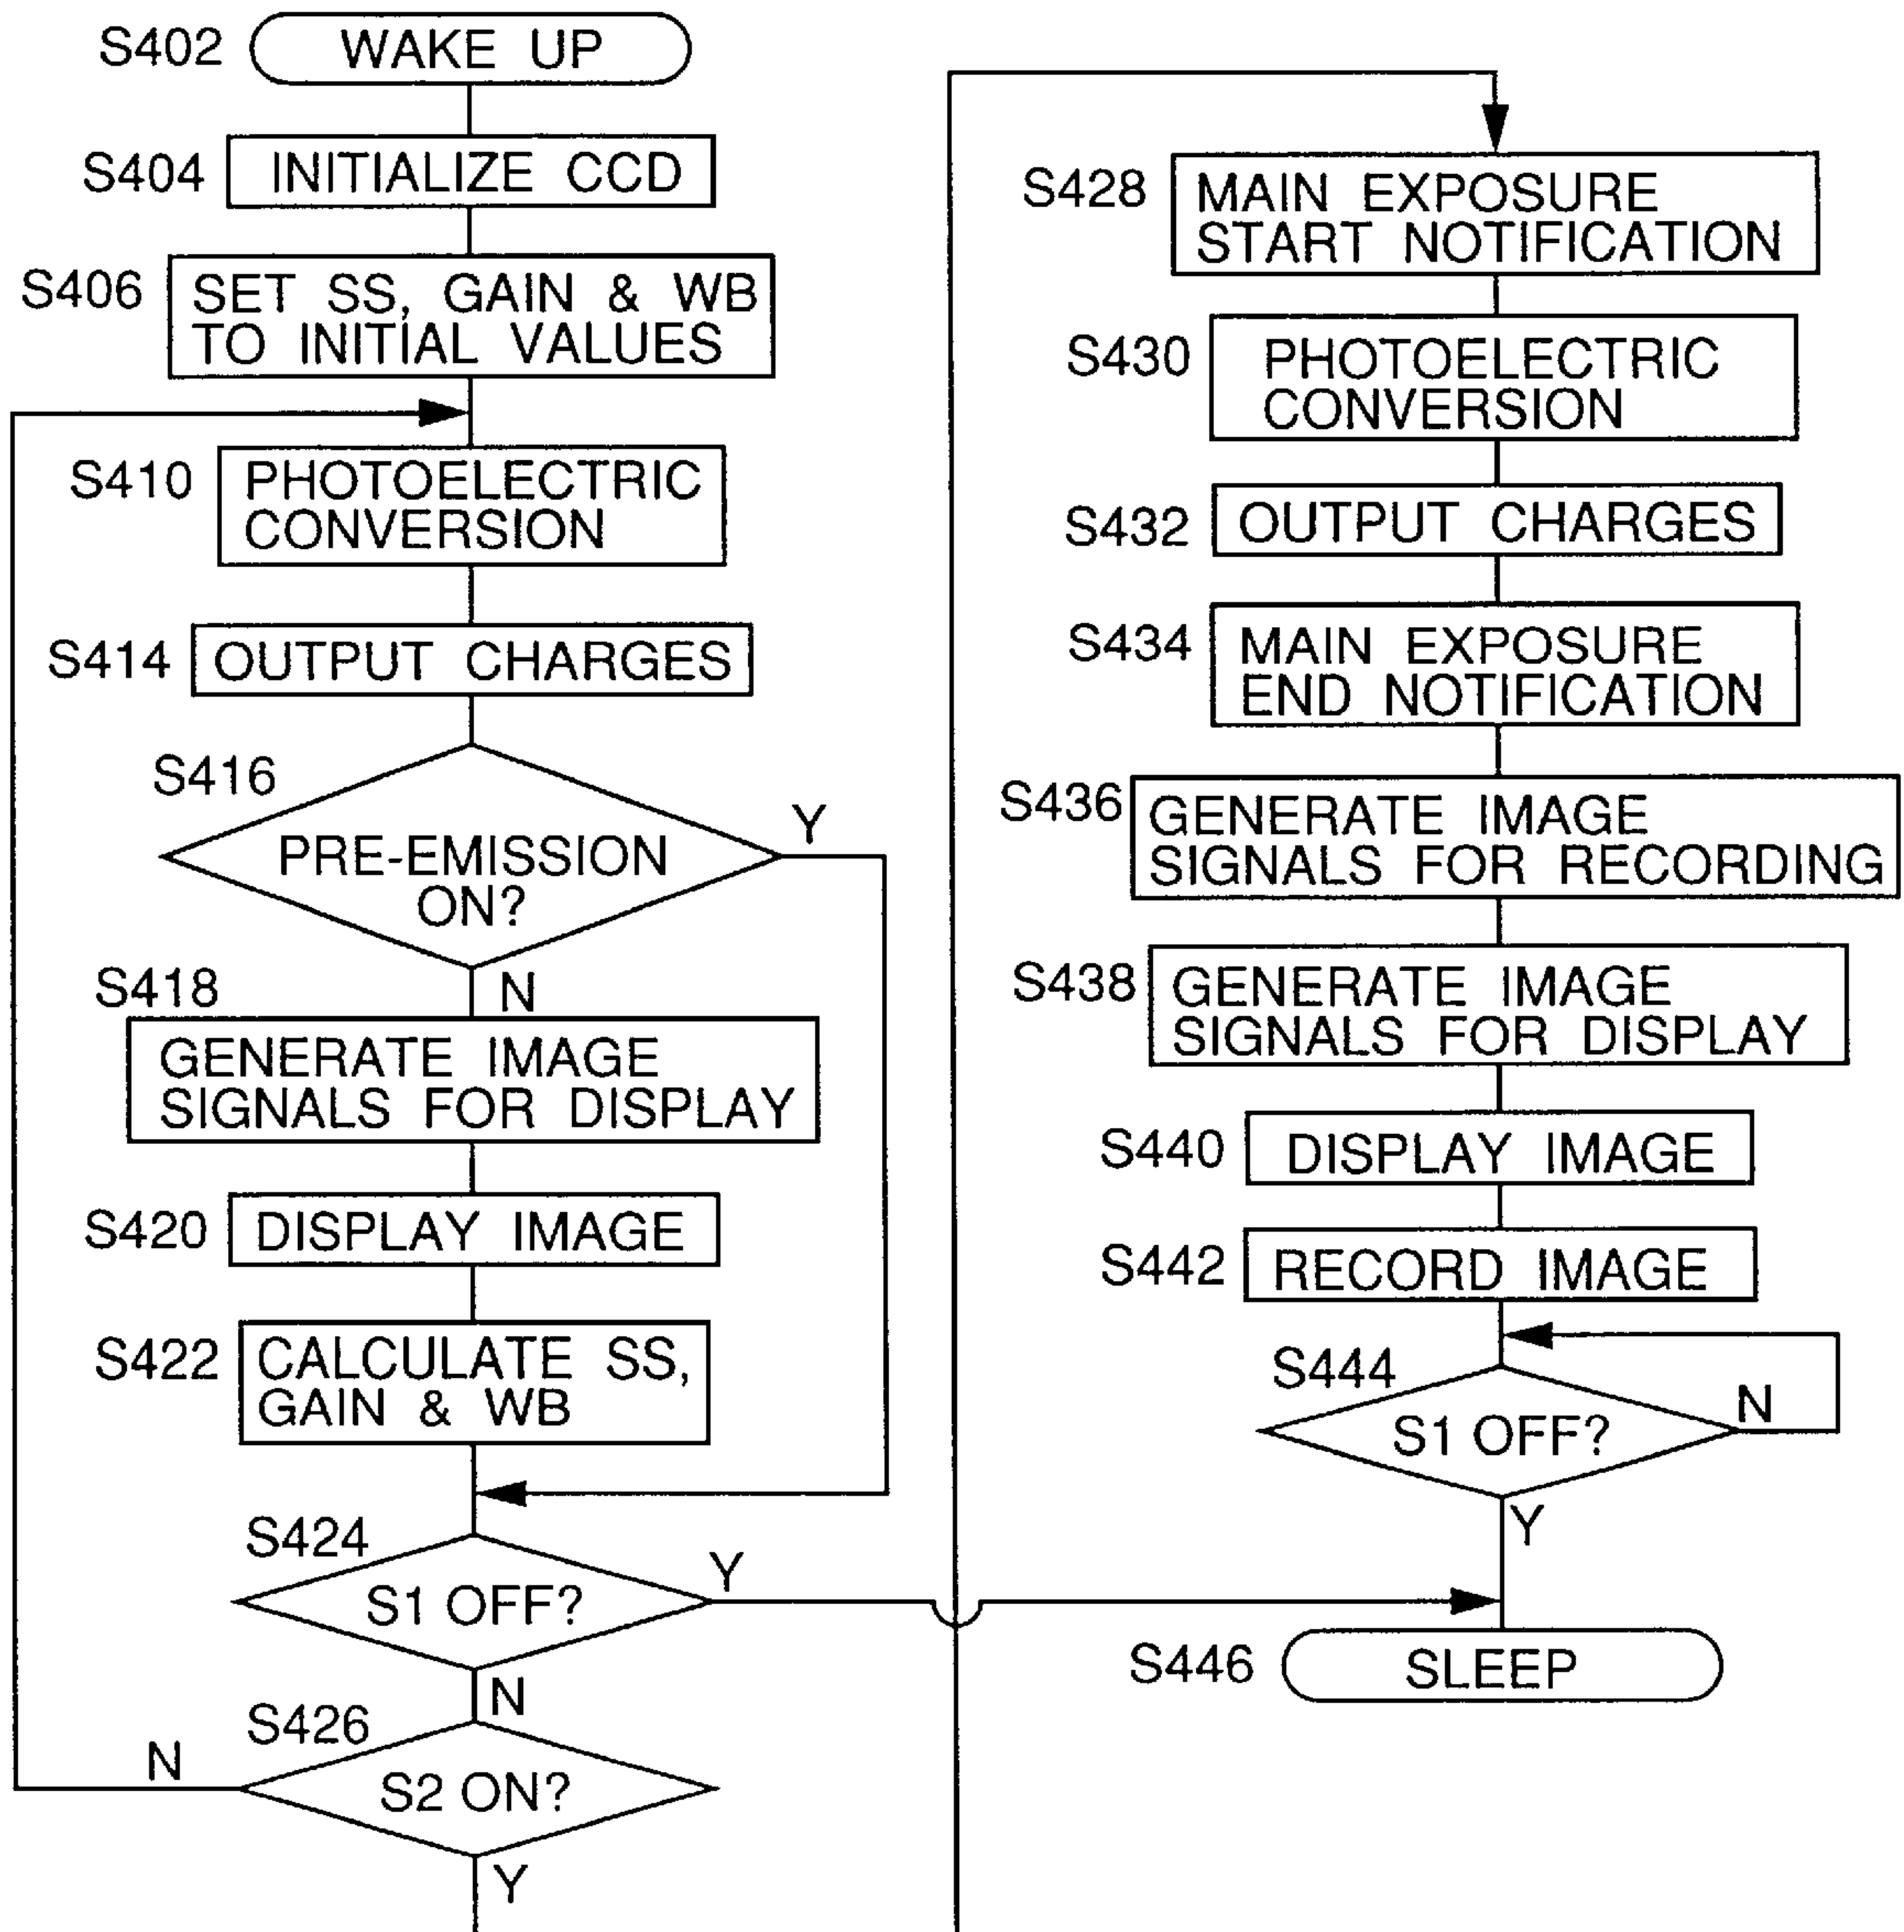 S402
WAKE UP
S404
INITIALIZE CCD
S406
SET SS, GAIN & WB
TO INITIAL VALUES
S410
PHOTOELECTRIC
CONVERSION
S414
OUTPUT CHARGES
S416
PRE-EMISSION
ON?
Y
N
S418
GENERATE IMAGE
SIGNALS FOR DISPLAY
S420
DISPLAY IMAGE
S422
CALCULATE SS,
GAIN & WB
S424
S1 OFF?
Y
N
S426
S2 ON?
N
Y
S428
MAIN EXPOSURE
START NOTIFICATION
S430
PHOTOELECTRIC
CONVERSION
S432
OUTPUT CHARGES
S434
MAIN EXPOSURE
END NOTIFICATION
S436
GENERATE IMAGE
SIGNALS FOR RECORDING
S438
GENERATE IMAGE
SIGNALS FOR DISPLAY
S440
DISPLAY IMAGE
S442
RECORD IMAGE
S444
S1 OFF?
N
Y
S446
SLEEP